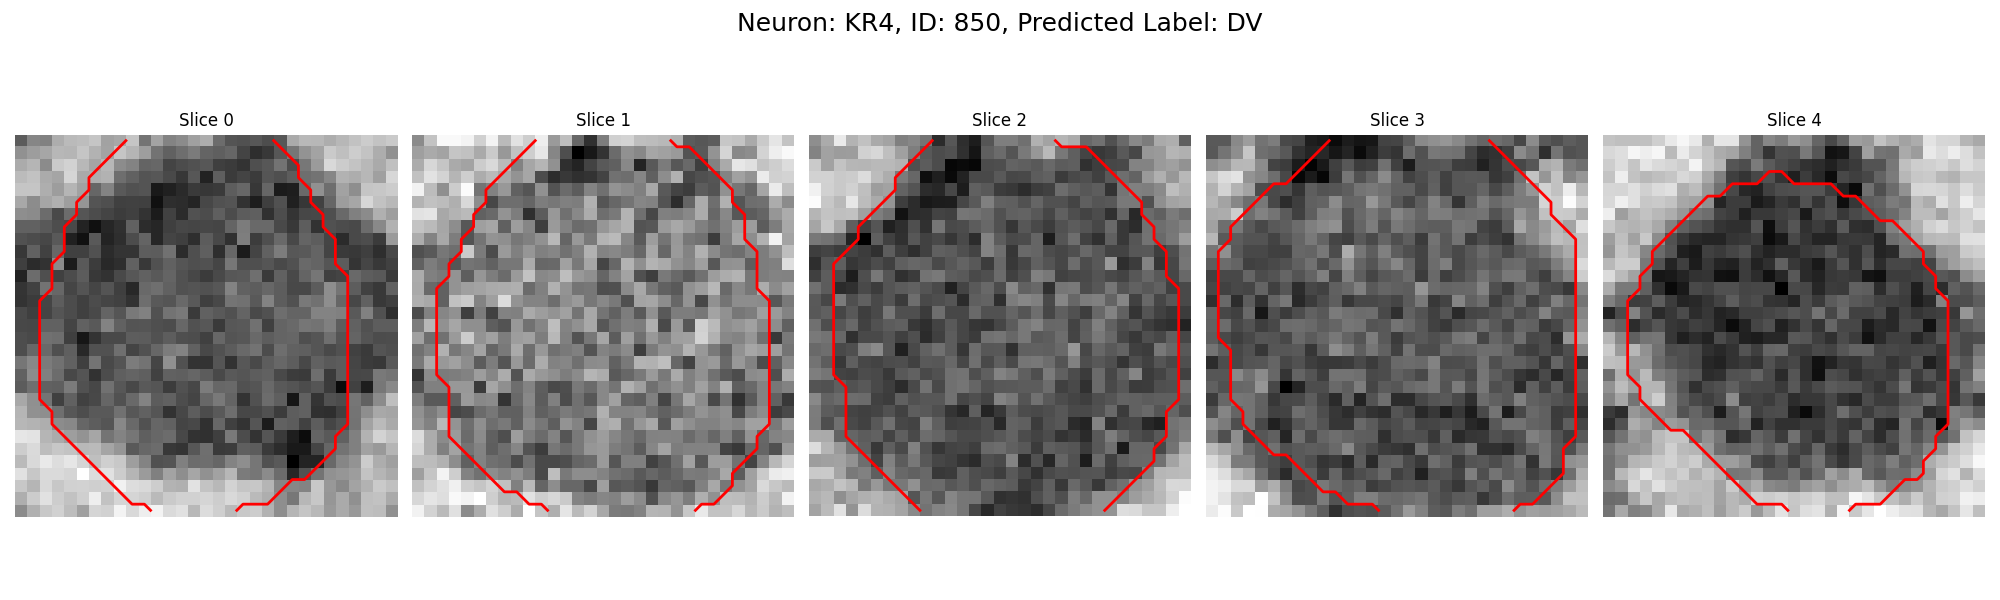 Neuron: KR4, ID: 850, Predicted Label: DV
Slice 0
Slice 1
Slice 2
Slice 3
Slice 4